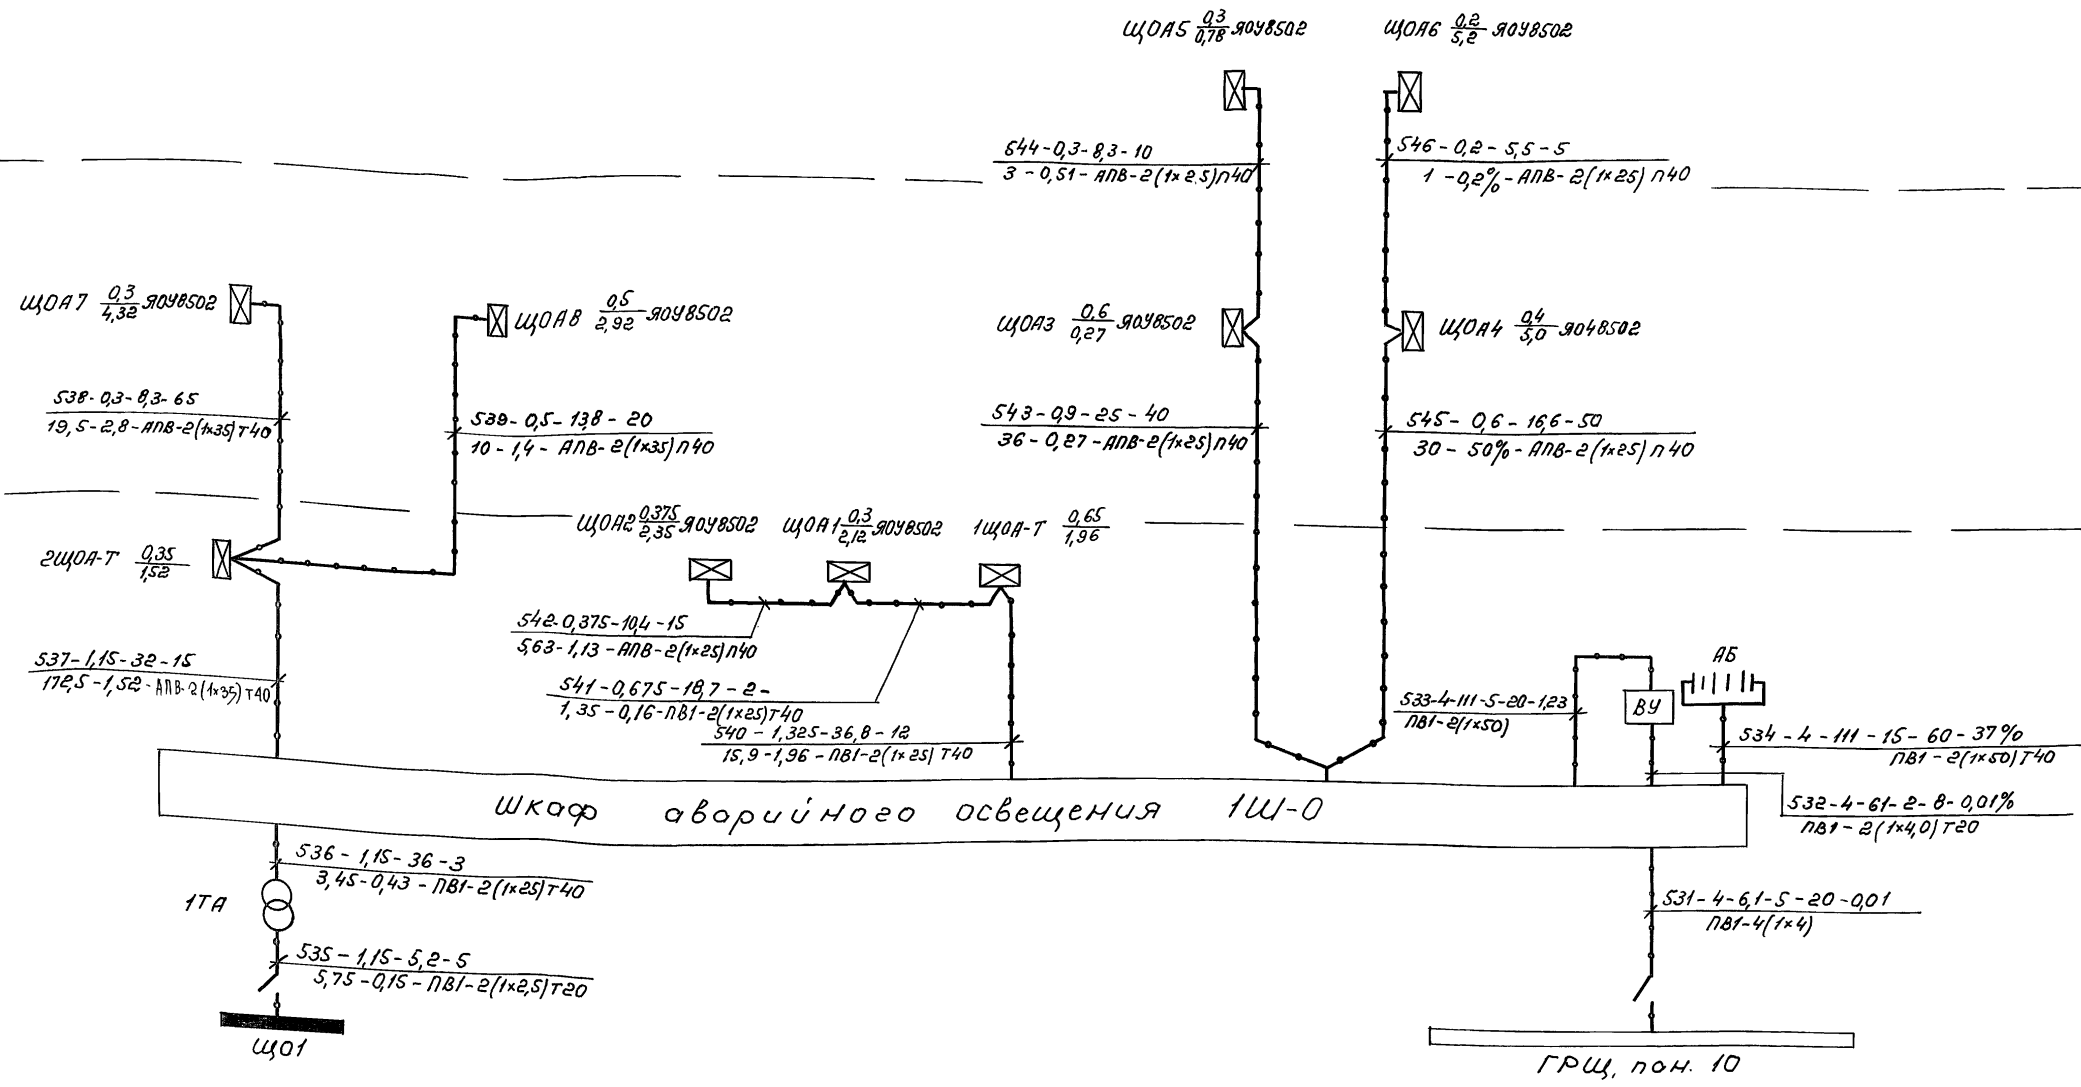 ЩОА5 0,3/0,78 ЯОУ8502
ЩОА6 0,2/5,2 ЯОУ8502
544-0,3-8,3-10
3-0,51-АПВ-2(1×2.5)П40
546-0,2-5,5-5
1-0,2%-АПВ-2(1×25)П40
ЩОА7 0,3/4,32 ЯОУ8502
ЩОА8 0,5/2,92 ЯОУ8502
ЩОА3 0,6/0,27 ЯОУ8502
ЩОА4 0,4/5,0 ЯОУ8502
538-0,3-8,3-65
19,5-2,8-АПВ-2(1×35)Т40
539-0,5-13,8-20
10-1,4-АПВ-2(1×35)П40
543-0,9-25-40
36-0,27-АПВ-2(1×25)П40
545-0,6-16,6-50
30-50%-АПВ-2(1×25)П40
ЩОА2 0,375/2,35 ЯОУ8502
ЩОА1 0,3/2,12 ЯОУ8502
1ЩОА-Т 0,65/1,96
2ЩОА-Т 0,35/1,52
542-0,375-10,4-15
5,63-1,13-АПВ-2(1×25)П40
537-1,15-32-15
172,5-1,52-АПВ-2(1×35)Т40
541-0,675-18,7-2-
1,35-0,16-ПВ1-2(1×25)Т40
540-1,325-36,8-12
15,9-1,96-ПВ1-2(1×25)Т40
533-4-111-5-20-1,23
ПВ1-2(1×50)
ВУ
АБ
534-4-111-15-60-37%
ПВ1-2(1×50)Т40
532-4-61-2-8-0,01%
ПВ1-2(1×4,0)Т20
Шкаф аварийного освещения 1Ш-0
536-1,15-36-3
3,45-0,43-ПВ1-2(1×25)Т40
1ТА
535-1,15-5,2-5
5,75-0,15-ПВ1-2(1×2,5)Т20
ЩО1
531-4-6,1-5-20-0,01
ПВ1-4(1×4)
ГРЩ, пан. 10